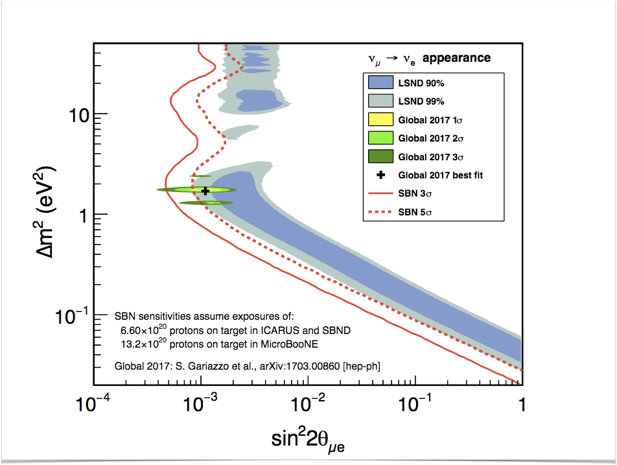 ν_μ → ν_e appearance
LSND 90%
LSND 99%
Global 2017 1σ
Global 2017 2σ
Global 2017 3σ
Global 2017 best fit
SBN 3σ
SBN 5σ
10
1
10⁻¹
Δm² (eV²)
SBN sensitivities assume exposures of:
6.60×10²⁰ protons on target in ICARUS and SBND
13.2×10²⁰ protons on target in MicroBooNE
Global 2017: S. Gariazzo et al., arXiv:1703.00860 [hep-ph]
10⁻⁴ 10⁻³ 10⁻² 10⁻¹ 1
sin²2θ_μe